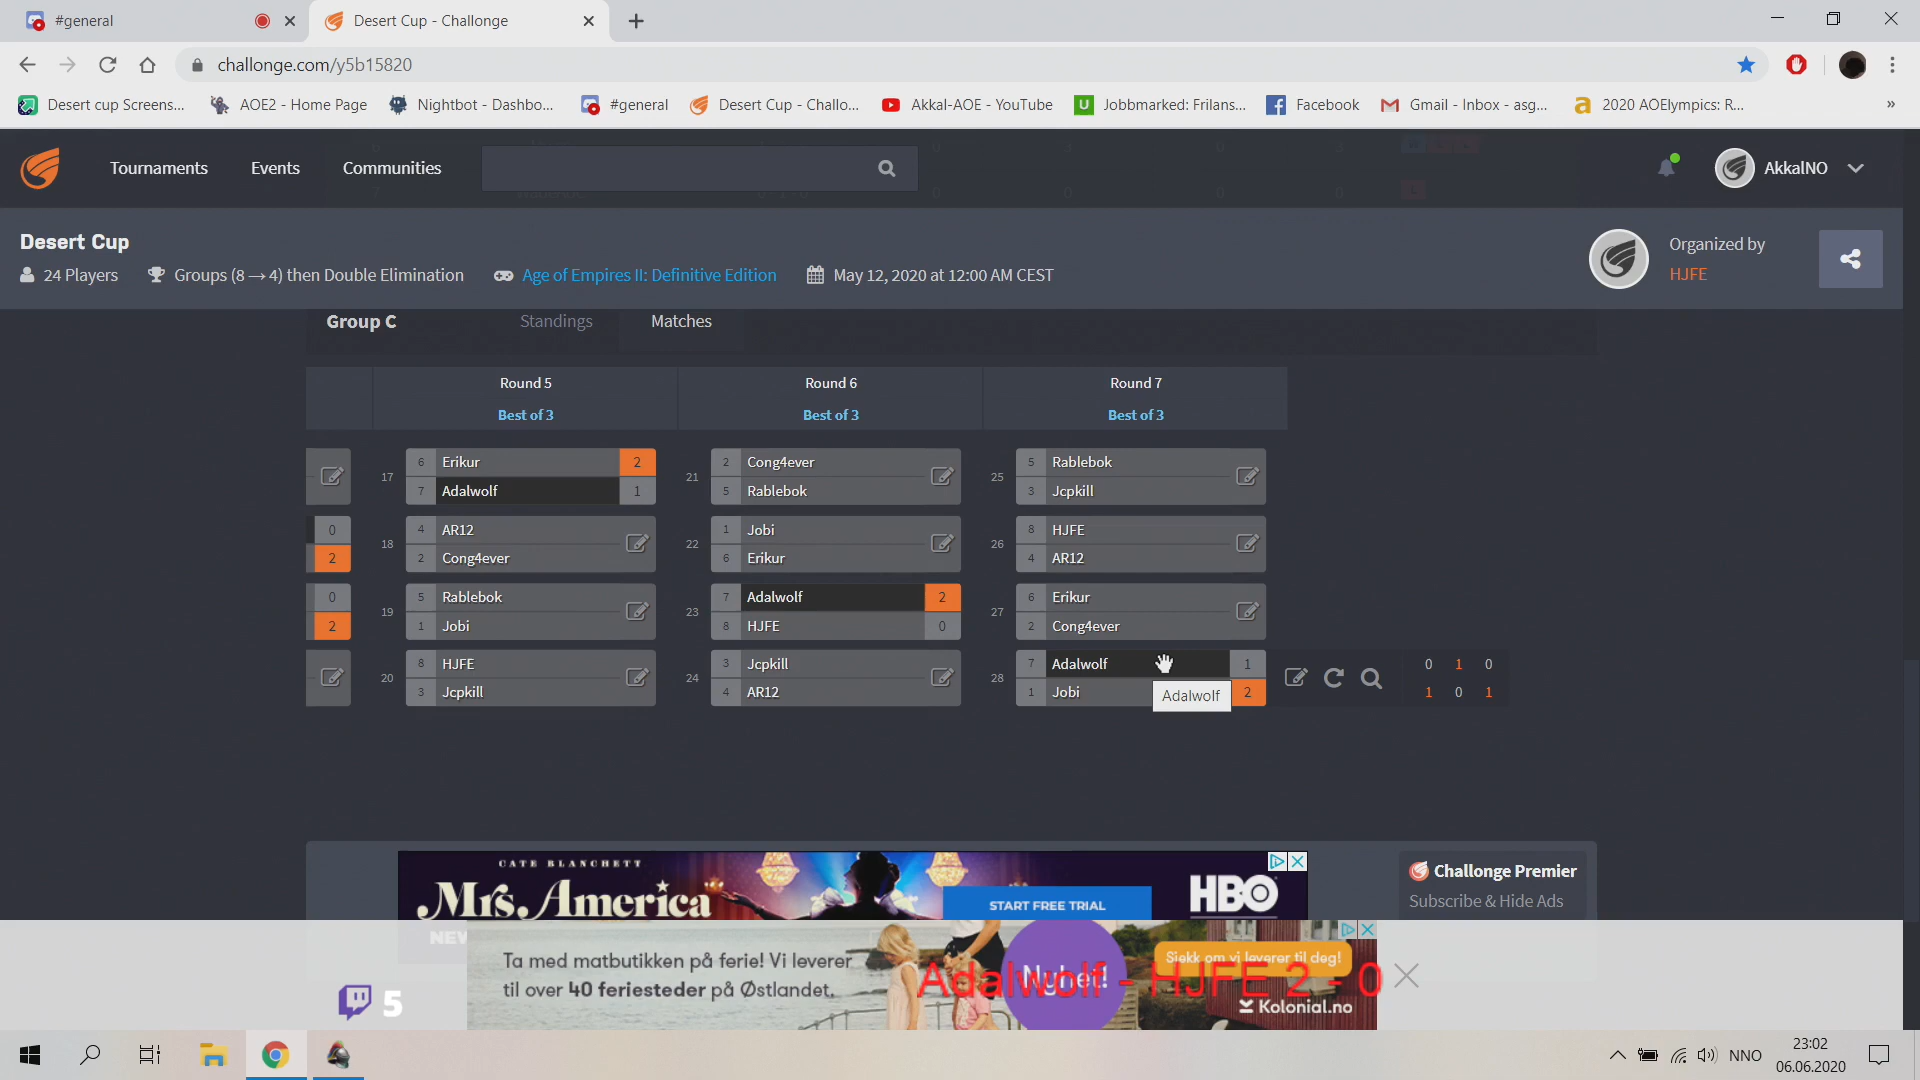 #general
Desert Cup - Challonge
challonge.com/y5b15820
Desert cup Screens...
AOE2 - Home Page
Nightbot - Dashbo...
#general
Desert Cup - Challo...
Akkal-AOE - YouTube
Jobbmarked: Frilans...
Facebook
Gmail - Inbox - asg...
2020 AOElympics: R...
»
Tournaments
Events
Communities
AkkalNO
Desert Cup
24 Players
Groups (8→4) then Double Elimination
Age of Empires II: Definitive Edition
May 12, 2020 at 12:00 AM CEST
Organized by
HJFE
Group C
Standings
Matches
Round 5
Best of 3
Round 6
Best of 3
Round 7
Best of 3
17 6 Erikur 2
7 Adalwolf 1
21 2 Cong4ever
5 Rablebok
25 5 Rablebok
3 Jcpkill
0
2
18 4 AR12
2 Cong4ever
22 1 Jobi
6 Erikur
26 8 HJFE
4 AR12
0
2
19 5 Rablebok
1 Jobi
23 7 Adalwolf 2
8 HJFE 0
27 6 Erikur
2 Cong4ever
20 8 HJFE
3 Jcpkill
24 3 Jcpkill
4 AR12
28 7 Adalwolf 1
1 Jobi 2
0 1 0
1 0 1
Adalwolf
CATE BLANCHETT
Mrs. America
START FREE TRIAL
HBO
Challonge Premier
Subscribe & Hide Ads
Ta med matbutikken på ferie! Vi leverer
til over 40 feriesteder på Østlandet.
Nyhet!
Sjekk om vi leverer til deg!
Kolonial.no
Adalwolf - HJFE 2 - 0
5
NNO
23:02
06.06.2020